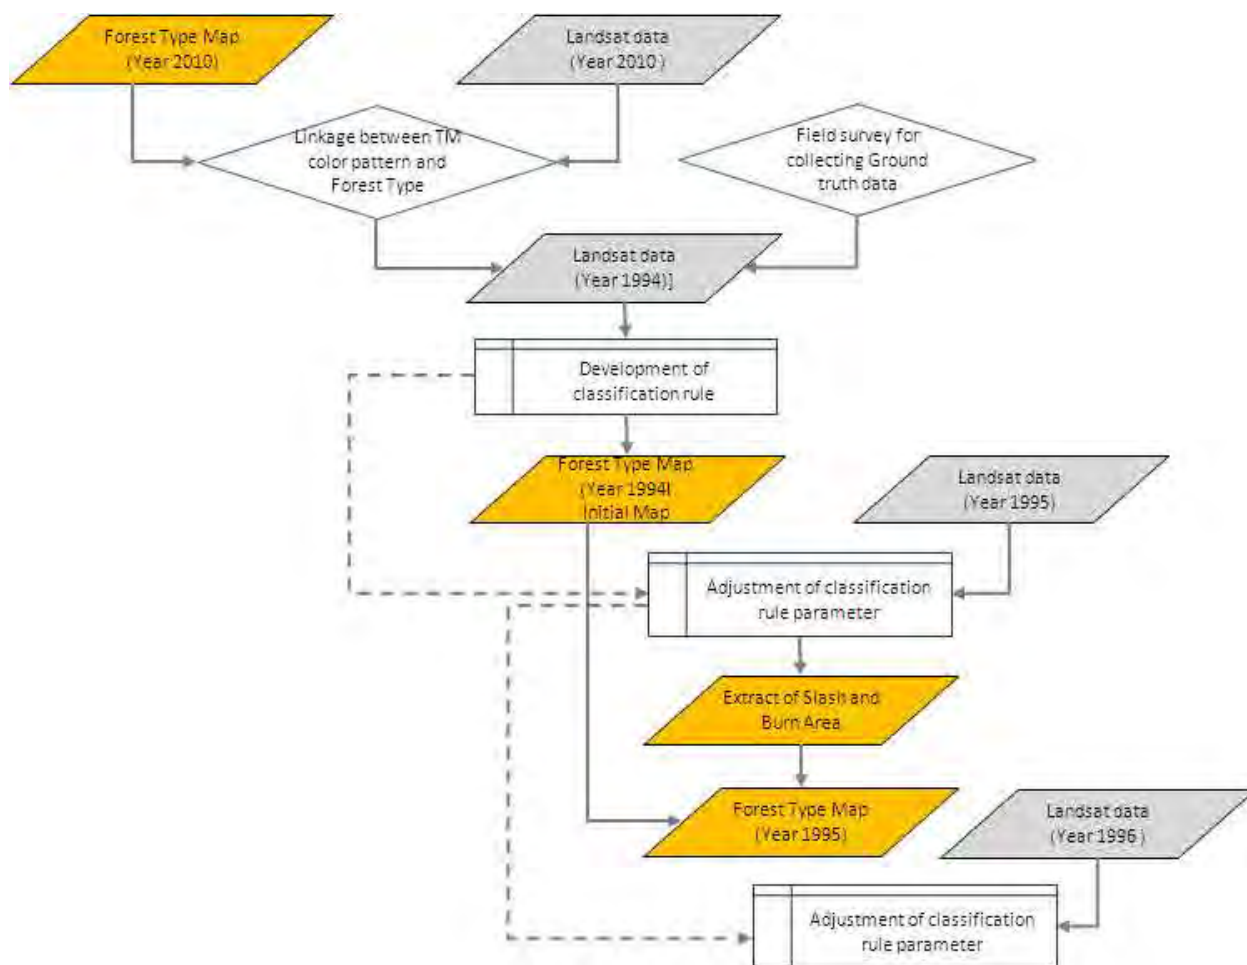 Forest Type Map
(Year 2010)
Landsat data
(Year 2010 )
Linkage between TM
color pattern and
Forest Type
Field survey for
collecting Ground
truth data
Landsat data
(Year 1994)]
Development of
classification rule
Forest Type Map
(Year 1994)
Initial Map
Landsat data
(Year 1995)
Adjustment of classification
rule parameter
Extract of Slash and
Burn Area
Forest Type Map
(Year 1995)
Landsat data
(Year 1996 )
Adjustment of classification
rule parameter